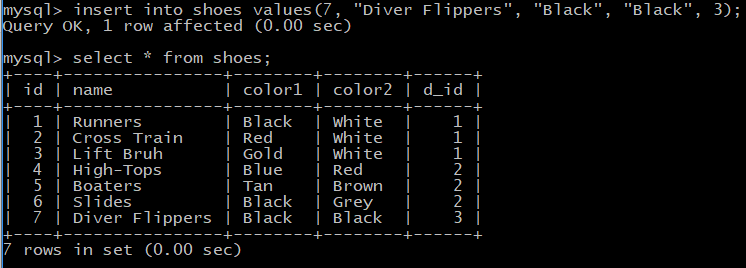 mysql> insert into shoes values(7, "Diver Flippers", "Black", "Black", 3);
Query OK, 1 row affected (0.00 sec)
mysql> select * from shoes;
+----+----------------+--------+--------+------+
| id | name           | color1 | color2 | d_id |
+----+----------------+--------+--------+------+
|  1 | Runners        | Black  | White  |    1 |
|  2 | Cross Train    | Red    | White  |    1 |
|  3 | Lift Bruh      | Gold   | White  |    1 |
|  4 | High-Tops      | Blue   | Red    |    2 |
|  5 | Boaters        | Tan    | Brown  |    2 |
|  6 | Slides         | Black  | Grey   |    2 |
|  7 | Diver Flippers | Black  | Black  |    3 |
+----+----------------+--------+--------+------+
7 rows in set (0.00 sec)